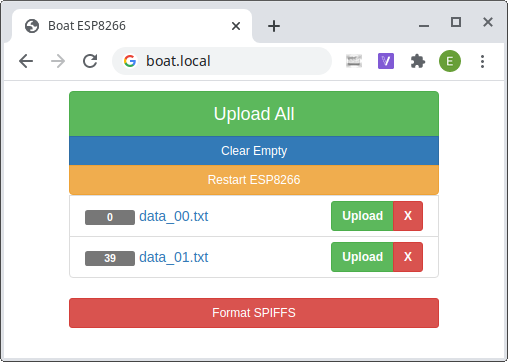 Boat ESP8266
boat.local
E
Upload All
Clear Empty
Restart ESP8266
0 data_00.txt Upload X
39 data_01.txt Upload X
Format SPIFFS